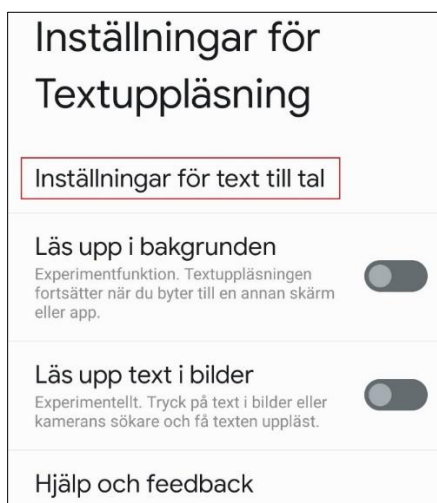 Inställningar för
Textuppläsning
Inställningar för text till tal
Läs upp i bakgrunden
Experimentfunktion. Textuppläsningen
fortsätter när du byter till en annan skärm
eller app.
Läs upp text i bilder
Experimentellt. Tryck på text i bilder eller
kamerans sökare och få texten uppläst.
Hjälp och feedback